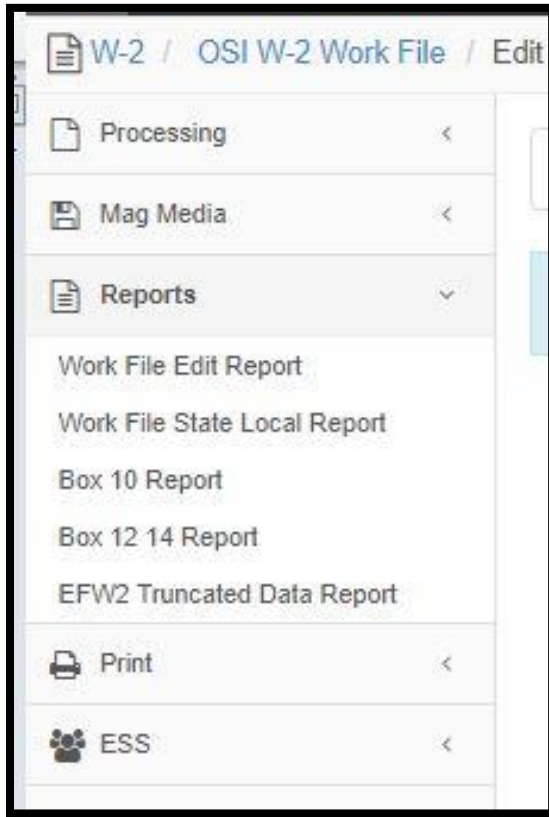 W-2 / OSI W-2 Work File / Edit
Processing
Mag Media
Reports
Work File Edit Report
Work File State Local Report
Box 10 Report
Box 12 14 Report
EFW2 Truncated Data Report
Print
ESS